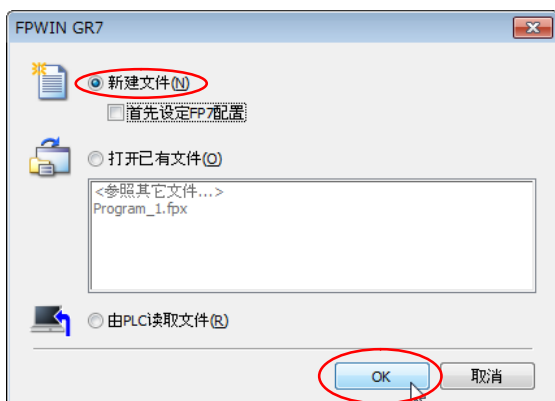 FPWIN GR7
新建文件(N)
首先设定FP7配置
打开已有文件(O)
<参照其它文件...>
Program_1.fpx
由PLC读取文件(R)
OK
取消